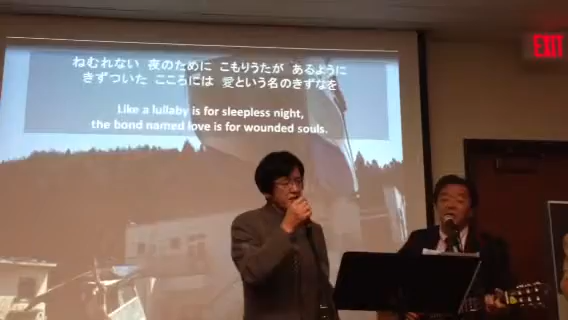 ねむれない 夜のために こもりうたが あるように
きずついた こころには 愛という名のきずなを
Like a lullaby is for sleepless night,
the bond named love is for wounded souls.
EXIT